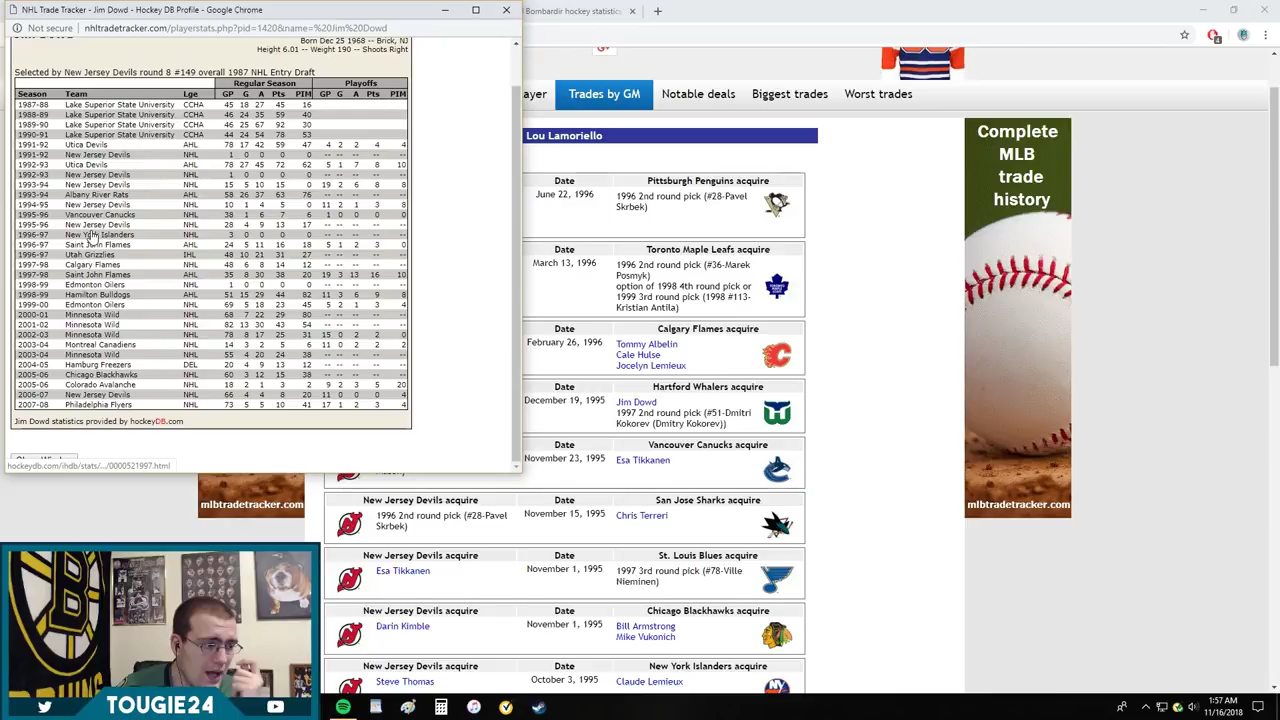 NHL Trade Tracker - Jim Dowd - Hockey DB Profile - Google Chrome
Not secure | nhltradetracker.com/playerstats.php?pid=1420&name=%20Jim%20Dowd
Born Dec 25 1968 -- Brick, NJ
Height 6.01 -- Weight 190 -- Shoots Right
Selected by New Jersey Devils round 8 #149 overall 1987 NHL Entry Draft
Regular Season Playoffs
Season Team Lge GP G A Pts PIM GP G A Pts PIM
1987-88 Lake Superior State University CCHA 45 18 27 45 16
1988-89 Lake Superior State University CCHA 46 24 35 59 40
1989-90 Lake Superior State University CCHA 46 25 67 92 30
1990-91 Lake Superior State University CCHA 44 24 54 78 53
1991-92 Utica Devils AHL 78 17 42 59 47 4 2 2 4 4
1991-92 New Jersey Devils NHL 1 0 0 0 0 -- -- -- -- --
1992-93 Utica Devils AHL 78 27 45 72 62 5 1 7 8 10
1992-93 New Jersey Devils NHL 1 0 0 0 0 -- -- -- -- --
1993-94 New Jersey Devils NHL 15 5 10 15 0 19 2 6 8 8
1993-94 Albany River Rats AHL 58 26 37 63 76 -- -- -- -- --
1994-95 New Jersey Devils NHL 10 1 4 5 0 11 2 1 3 8
1995-96 Vancouver Canucks NHL 38 1 6 7 6 1 0 0 0 0
1995-96 New Jersey Devils NHL 28 4 9 13 17 -- -- -- -- --
1996-97 New York Islanders NHL 3 0 0 0 0 -- -- -- -- --
1996-97 Saint John Flames AHL 24 5 11 16 18 5 1 2 3 0
1996-97 Utah Grizzlies IHL 48 10 21 31 27 -- -- -- -- --
1997-98 Calgary Flames NHL 48 6 8 14 12 -- -- -- -- --
1997-98 Saint John Flames AHL 35 8 30 38 20 19 3 13 16 10
1998-99 Edmonton Oilers NHL 1 0 0 0 0 -- -- -- -- --
1998-99 Hamilton Bulldogs AHL 51 15 29 44 82 11 3 6 9 8
1999-00 Edmonton Oilers NHL 69 5 18 23 45 5 2 1 3 4
2000-01 Minnesota Wild NHL 68 7 22 29 80 -- -- -- -- --
2001-02 Minnesota Wild NHL 82 13 30 43 54 -- -- -- -- --
2002-03 Minnesota Wild NHL 78 8 17 25 31 15 0 2 2 0
2003-04 Montreal Canadiens NHL 14 3 2 5 6 11 0 2 2 2
2003-04 Minnesota Wild NHL 55 4 20 24 38 -- -- -- -- --
2004-05 Hamburg Freezers DEL 20 4 9 13 12 -- -- -- -- --
2005-06 Chicago Blackhawks NHL 60 3 12 15 38 -- -- -- -- --
2005-06 Colorado Avalanche NHL 18 2 1 3 2 9 2 3 5 20
2006-07 New Jersey Devils NHL 66 4 4 8 20 11 0 0 0 4
2007-08 Philadelphia Flyers NHL 73 5 5 10 41 17 1 2 3 4
Jim Dowd statistics provided by hockeyDB.com
hockeydb.com/ihdb/stats/.../0000521997.html
Bombardir hockey statistics
ayer Trades by GM Notable deals Biggest trades Worst trades
Lou Lamoriello
Date Pittsburgh Penguins acquire
June 22, 1996 1996 2nd round pick (#28-Pavel
Skrbek)
Date Toronto Maple Leafs acquire
March 13, 1996 1996 2nd round pick (#36-Marek
Posmyk)
option of 1998 4th round pick or
1999 3rd round pick (1998 #113-
Kristian Antila)
Date Calgary Flames acquire
February 26, 1996 Tommy Albelin
Cale Hulse
Jocelyn Lemieux
Date Hartford Whalers acquire
December 19, 1995 Jim Dowd
1997 2nd round pick (#51-Dmitri
Kokorev (Dmitry Kokorev))
Date Vancouver Canucks acquire
November 23, 1995 Esa Tikkanen
New Jersey Devils acquire Date San Jose Sharks acquire
1996 2nd round pick (#28-Pavel
Skrbek) November 15, 1995 Chris Terreri
New Jersey Devils acquire Date St. Louis Blues acquire
Esa Tikkanen November 1, 1995 1997 3rd round pick (#78-Ville
Nieminen)
New Jersey Devils acquire Date Chicago Blackhawks acquire
Darin Kimble November 1, 1995 Bill Armstrong
Mike Vukonich
New Jersey Devils acquire Date New York Islanders acquire
Steve Thomas October 3, 1995 Claude Lemieux
Complete
MLB
trade
history
mlbtradetracker.com
mlbtradetracker.com
BRUINS
TOUGIE24
1:57 AM
11/16/2018